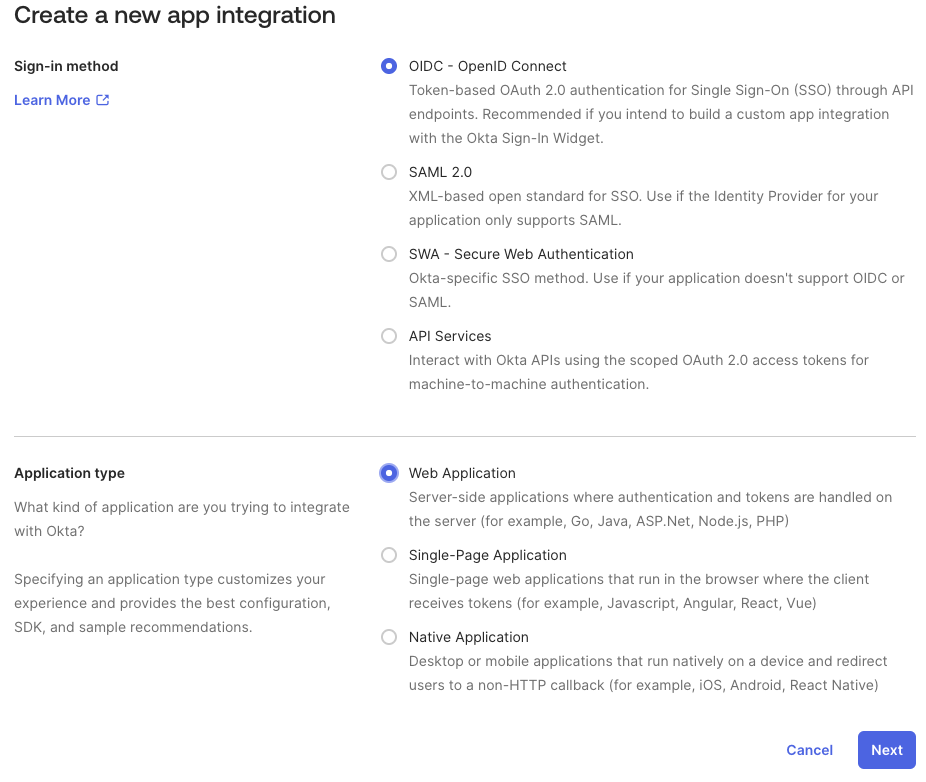 Create a new app integration
Sign-in method
Learn More
OIDC - OpenID Connect
Token-based OAuth 2.0 authentication for Single Sign-On (SSO) through API
endpoints. Recommended if you intend to build a custom app integration
with the Okta Sign-In Widget.
SAML 2.0
XML-based open standard for SSO. Use if the Identity Provider for your
application only supports SAML.
SWA - Secure Web Authentication
Okta-specific SSO method. Use if your application doesn't support OIDC or
SAML.
API Services
Interact with Okta APIs using the scoped OAuth 2.0 access tokens for
machine-to-machine authentication.
Application type
What kind of application are you trying to integrate
with Okta?
Specifying an application type customizes your
experience and provides the best configuration,
SDK, and sample recommendations.
Web Application
Server-side applications where authentication and tokens are handled on
the server (for example, Go, Java, ASP.Net, Node.js, PHP)
Single-Page Application
Single-page web applications that run in the browser where the client
receives tokens (for example, Javascript, Angular, React, Vue)
Native Application
Desktop or mobile applications that run natively on a device and redirect
users to a non-HTTP callback (for example, iOS, Android, React Native)
Cancel
Next